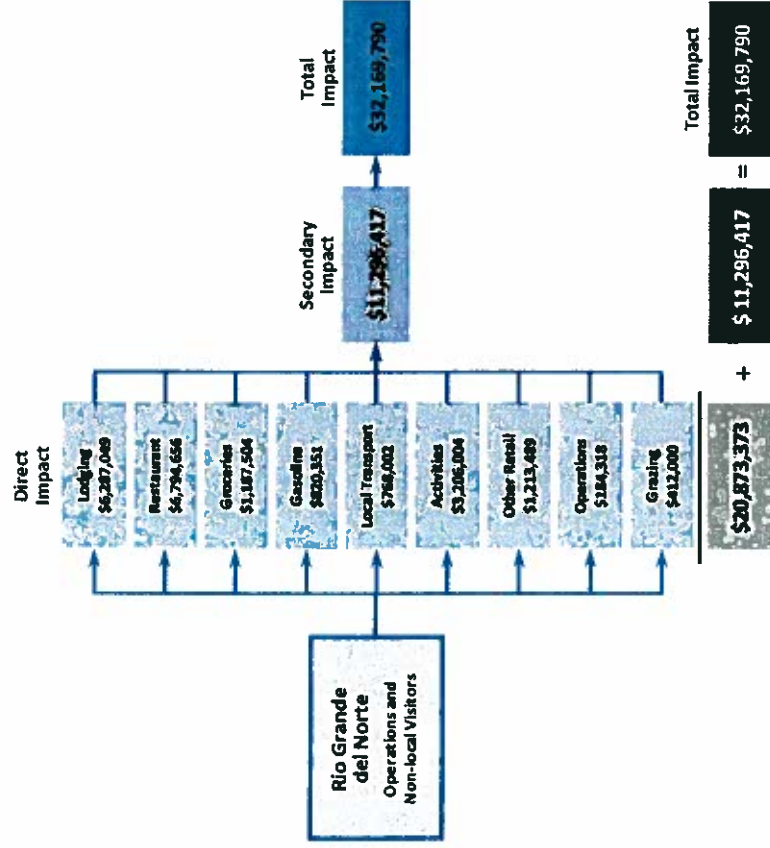 Rio Grande
del Norte
Operations and
Non-local Visitors
Direct
Impact
Lodging
$6,287,049
Restaurant
$6,794,656
Groceries
$1,187,504
Gasoline
$820,351
Local Transport
$768,002
Activities
$3,206,004
Other Retail
$1,213,489
Operations
$184,318
Grazing
$412,000
Secondary
Impact
$11,296,417
Total
Impact
$32,169,790
Total Impact
$20,873,373 + $ 11,296,417 = $32,169,790